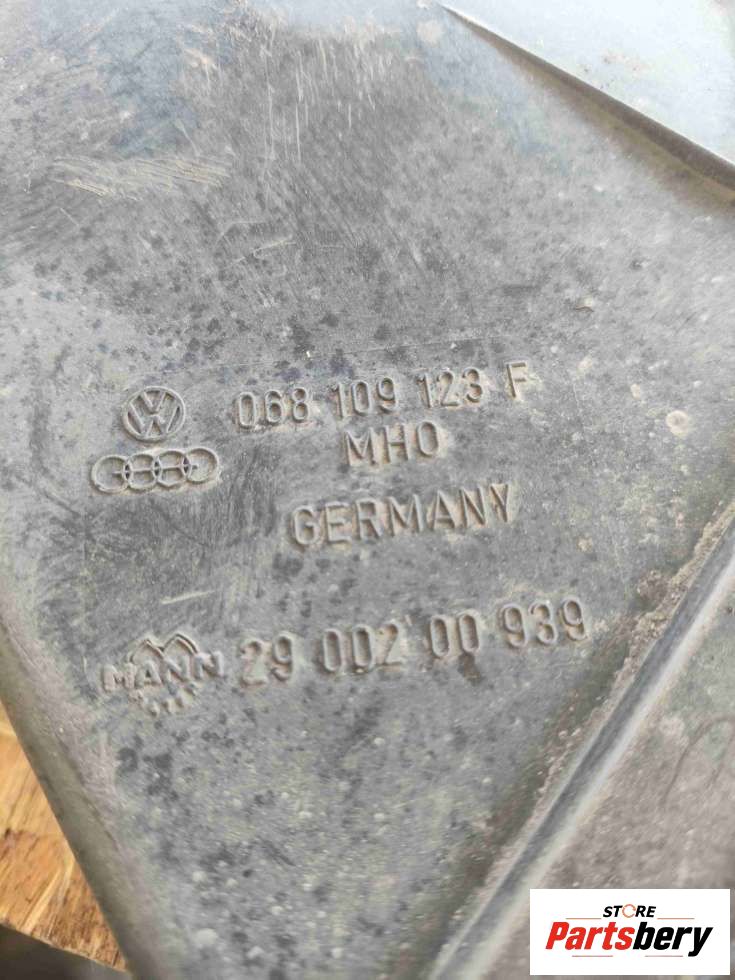 068 109 123 F
MHO
GERMANY
MANN 29 002 00 939
STORE
Partsbery